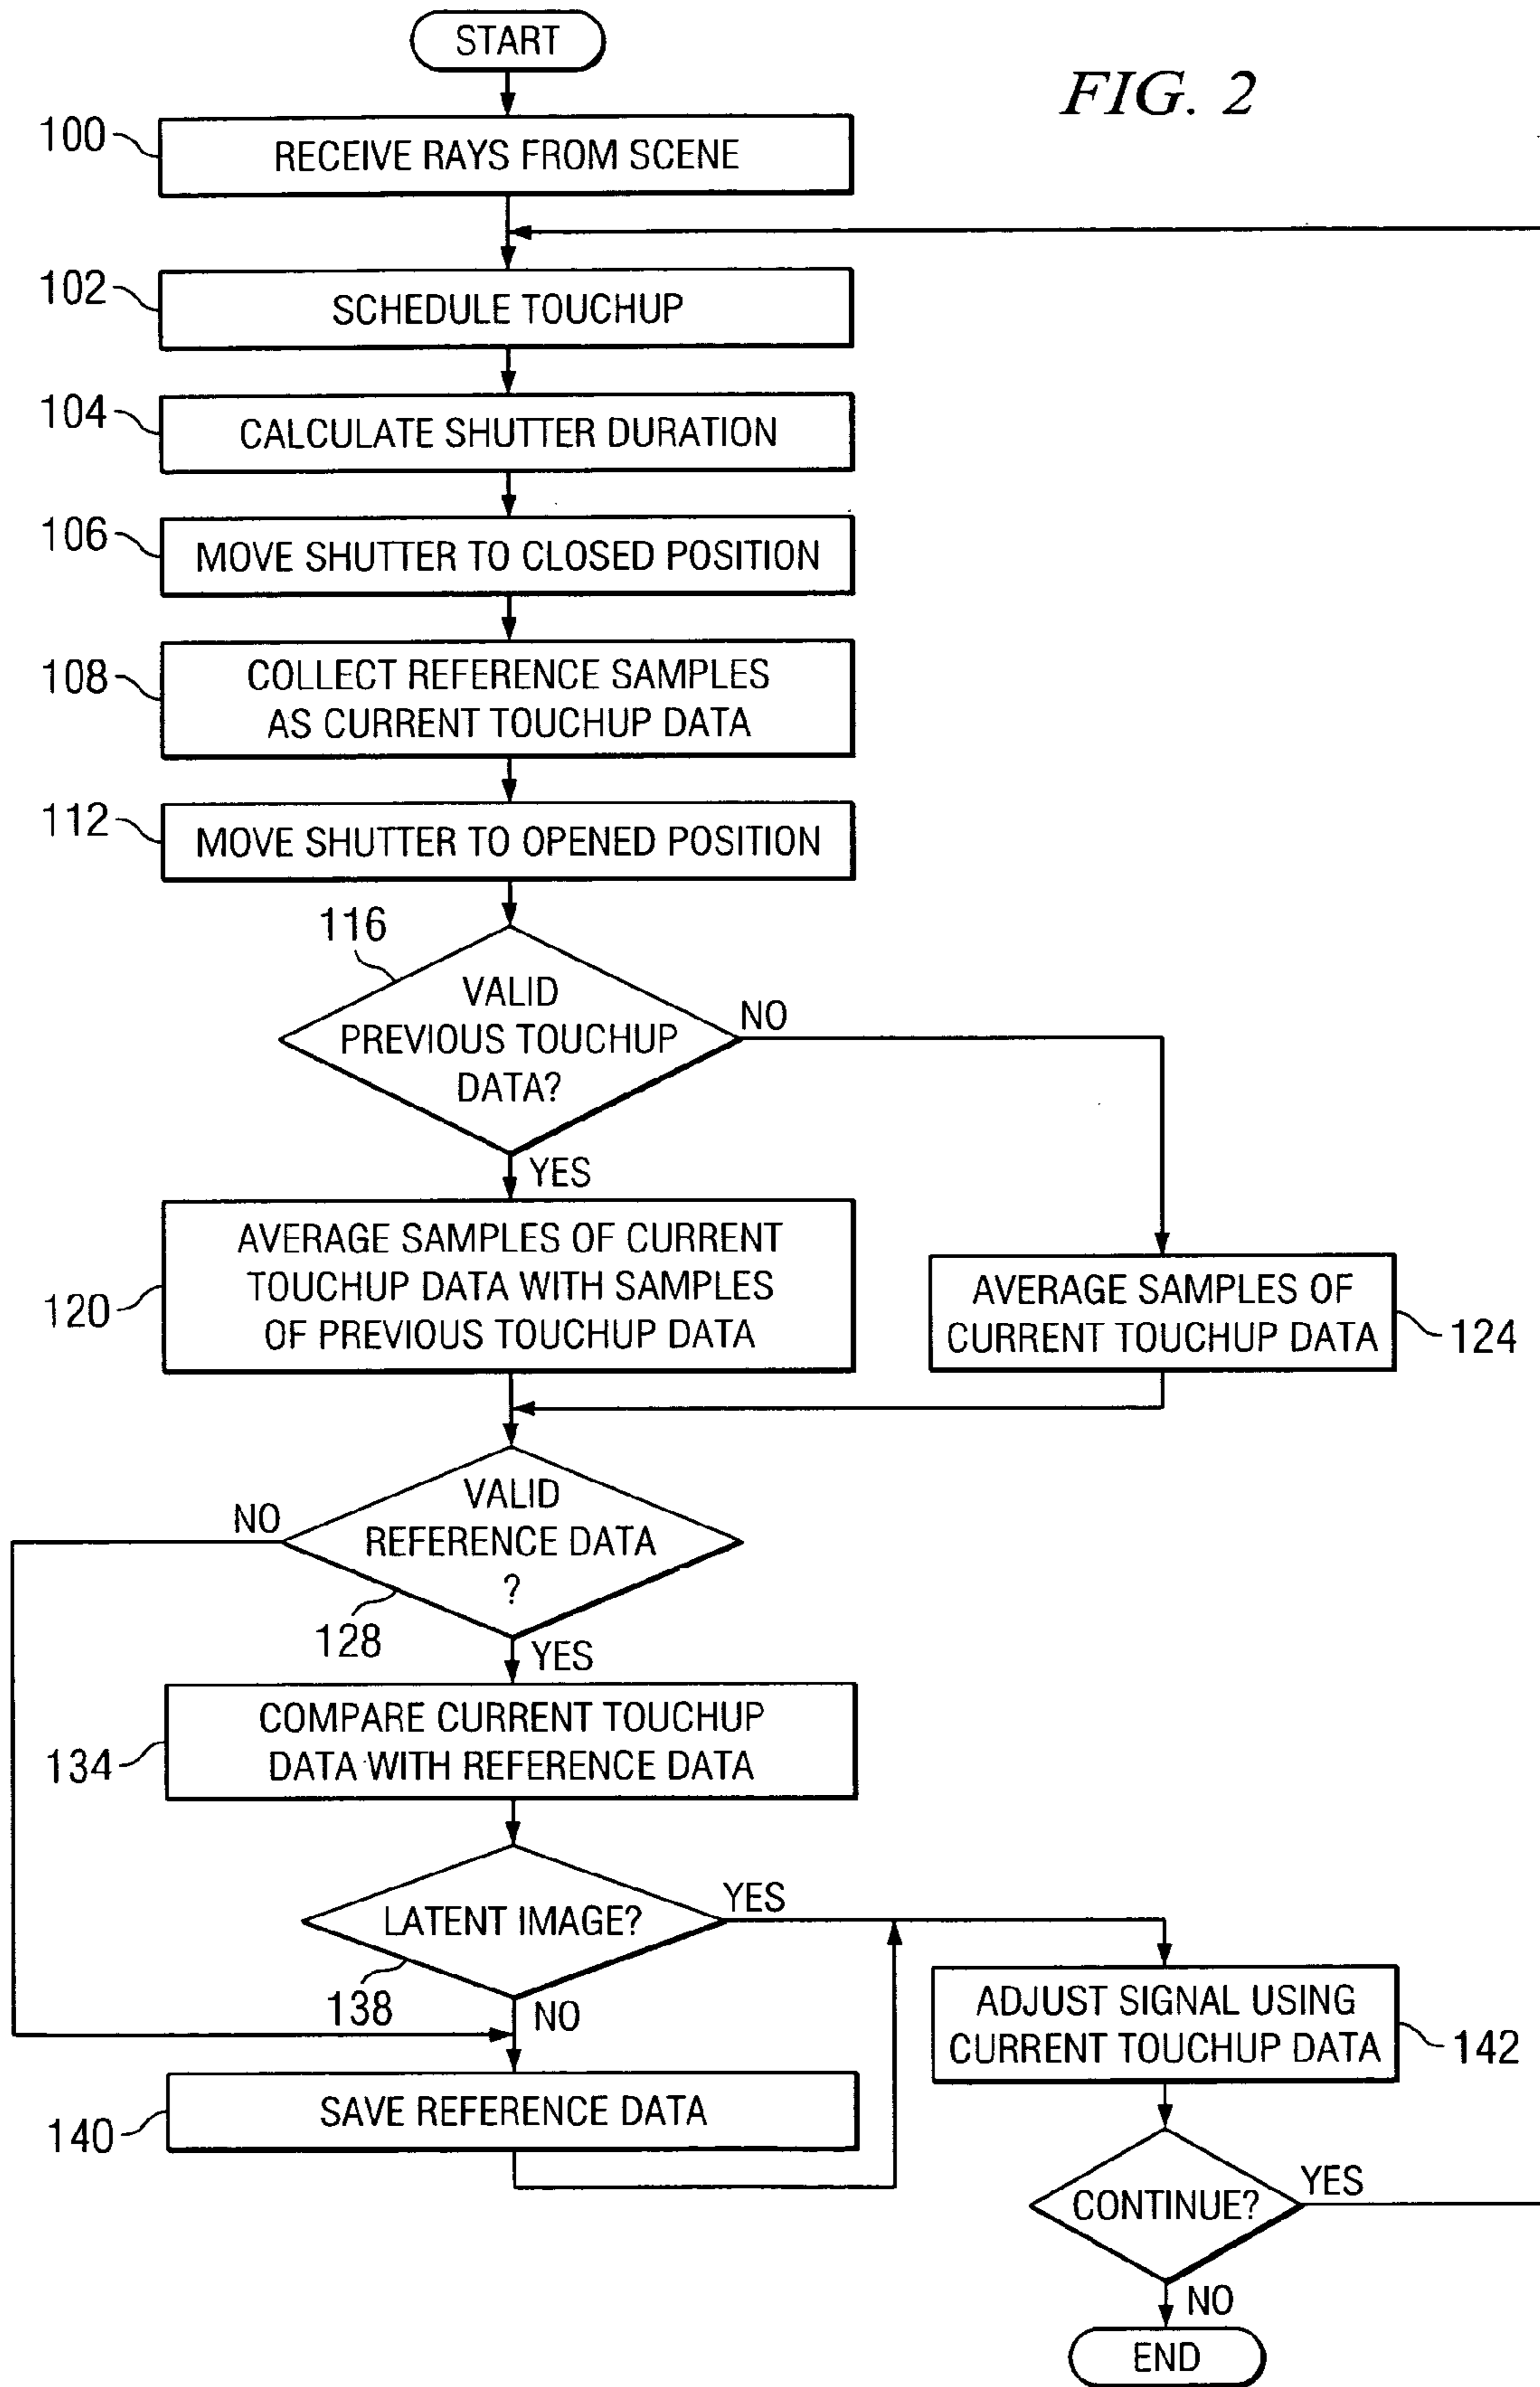 START
FIG. 2
100
RECEIVE RAYS FROM SCENE
102
SCHEDULE TOUCHUP
104
CALCULATE SHUTTER DURATION
106
MOVE SHUTTER TO CLOSED POSITION
108
COLLECT REFERENCE SAMPLES
AS CURRENT TOUCHUP DATA
112
MOVE SHUTTER TO OPENED POSITION
116
VALID
PREVIOUS TOUCHUP
DATA?
NO
YES
120
AVERAGE SAMPLES OF CURRENT
TOUCHUP DATA WITH SAMPLES
OF PREVIOUS TOUCHUP DATA
AVERAGE SAMPLES OF
CURRENT TOUCHUP DATA
124
NO
VALID
REFERENCE DATA
?
128
YES
134
COMPARE CURRENT TOUCHUP
DATA WITH REFERENCE DATA
LATENT IMAGE?
YES
138
NO
ADJUST SIGNAL USING
CURRENT TOUCHUP DATA
142
140
SAVE REFERENCE DATA
CONTINUE?
YES
NO
END